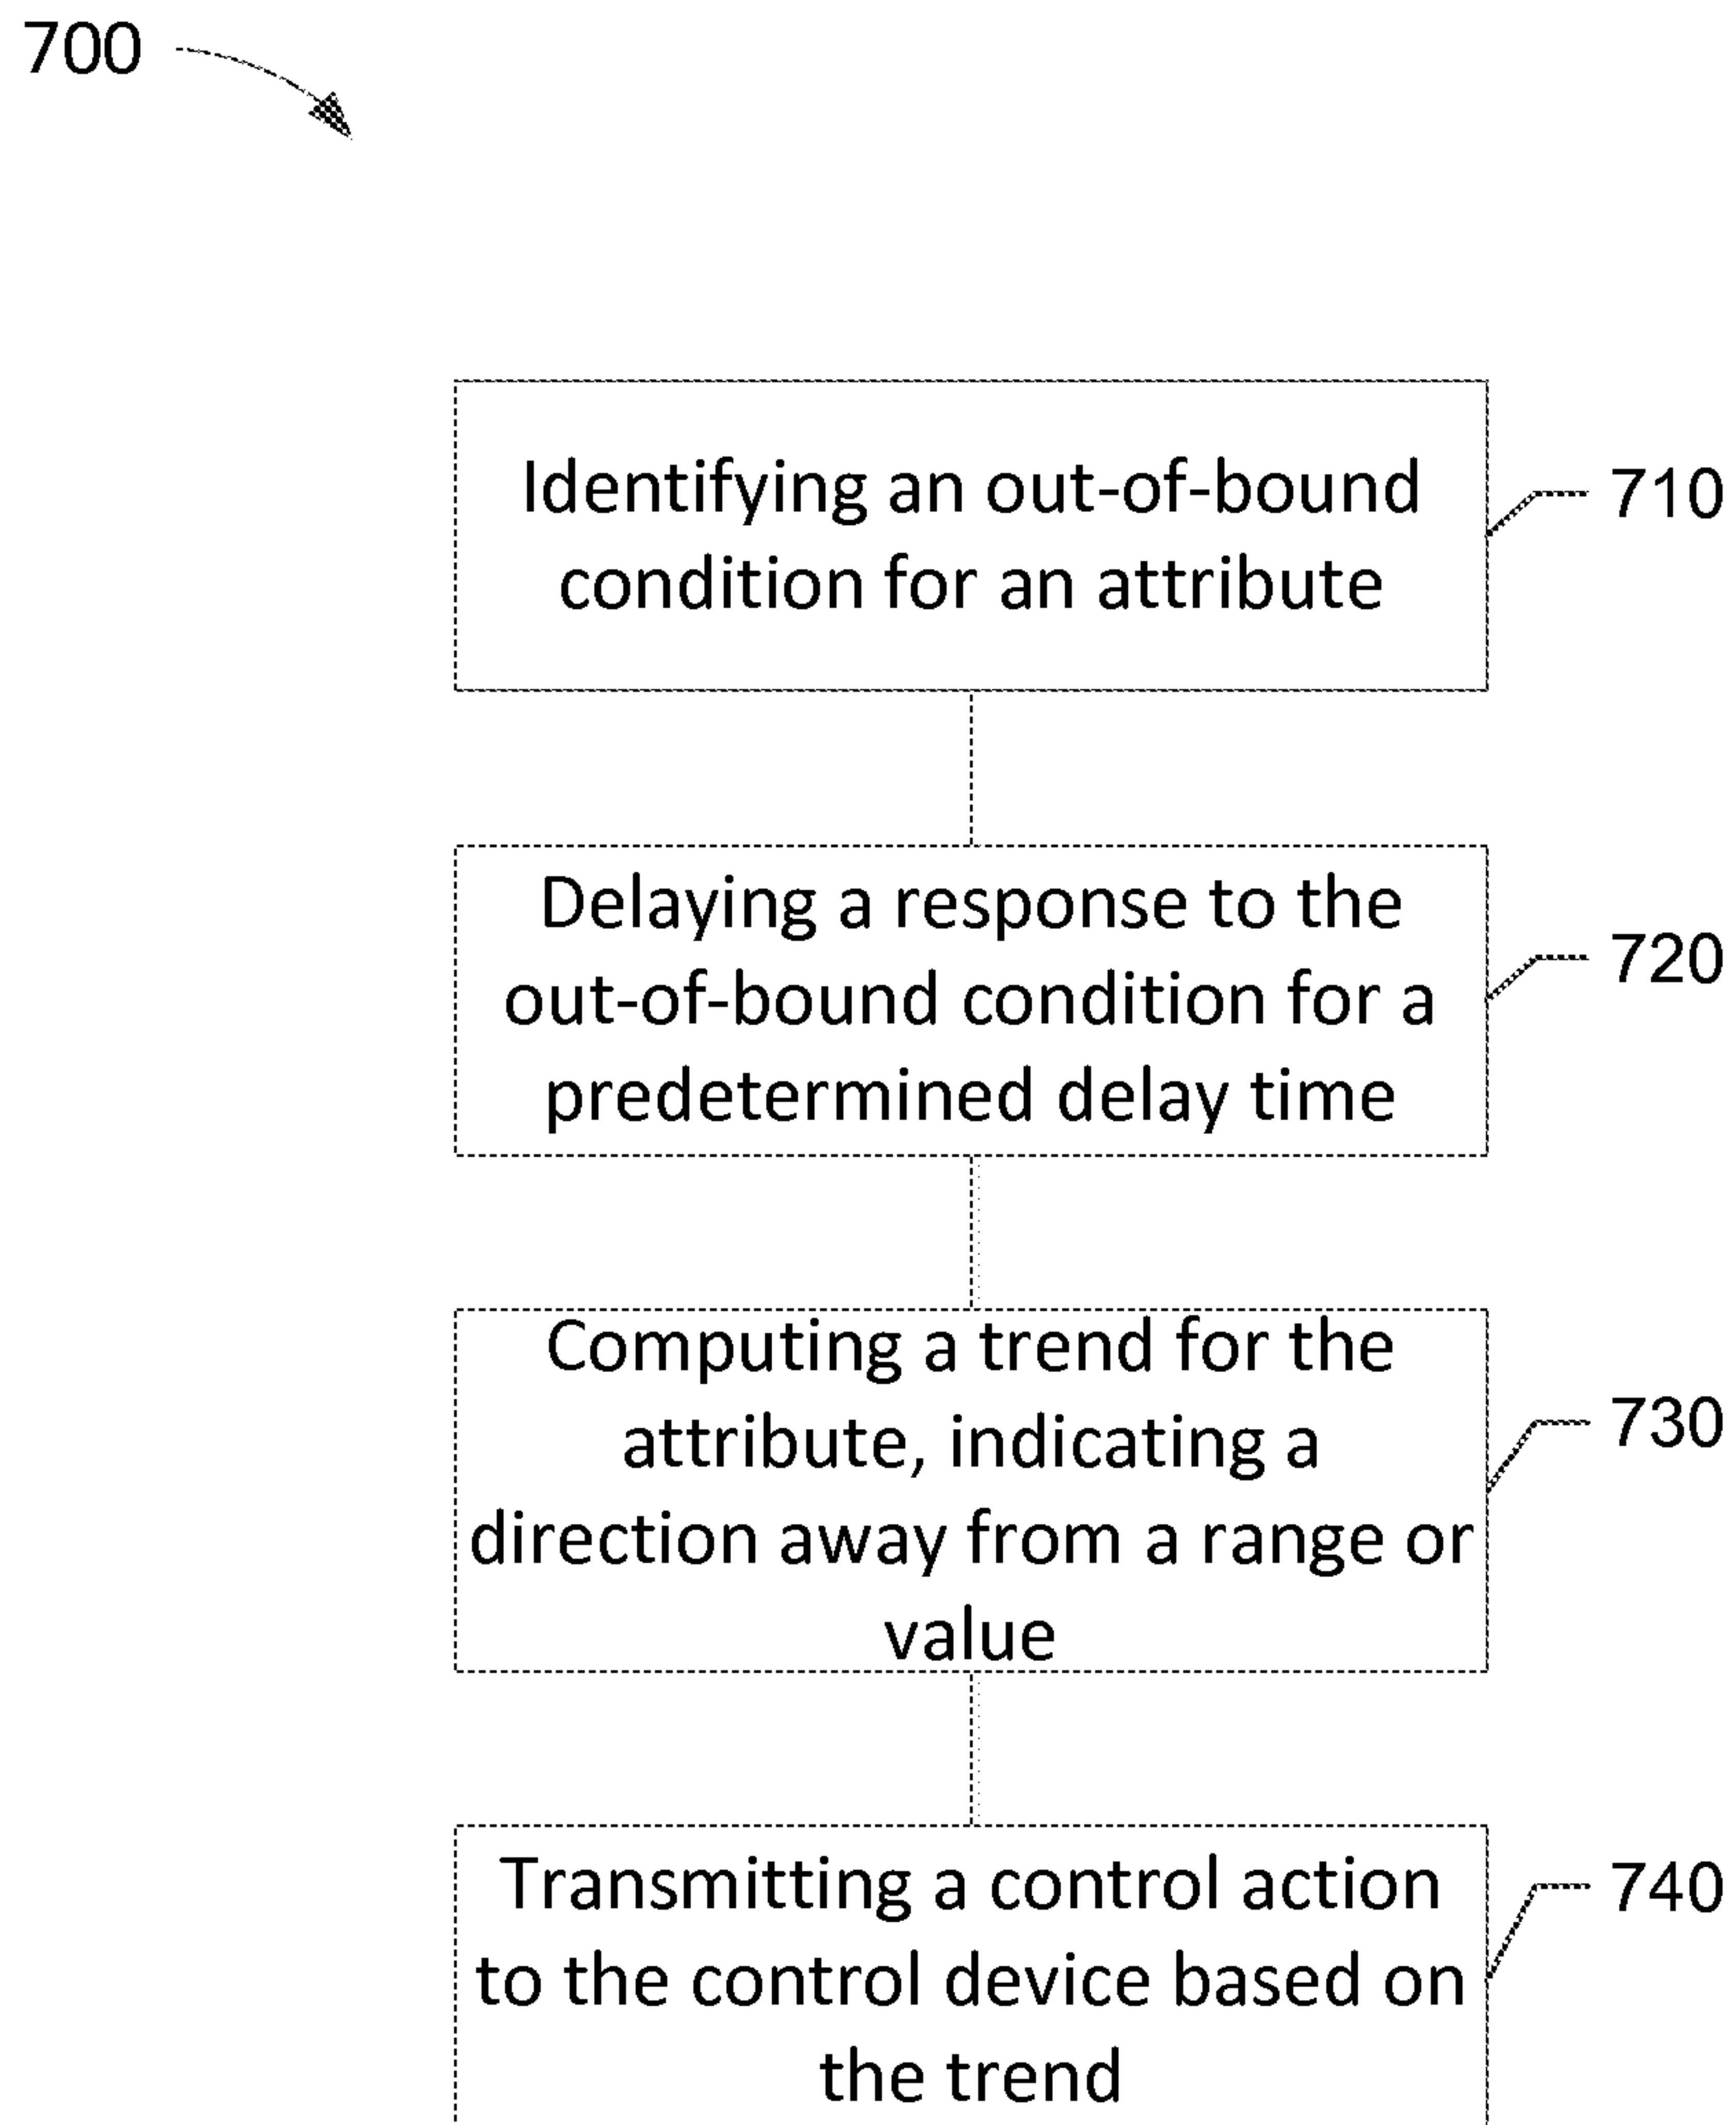 700
Identifying an out-of-bound
condition for an attribute
710
Delaying a response to the
out-of-bound condition for a
predetermined delay time
720
Computing a trend for the
attribute, indicating a
direction away from a range or
value
730
Transmitting a control action
to the control device based on
the trend
740